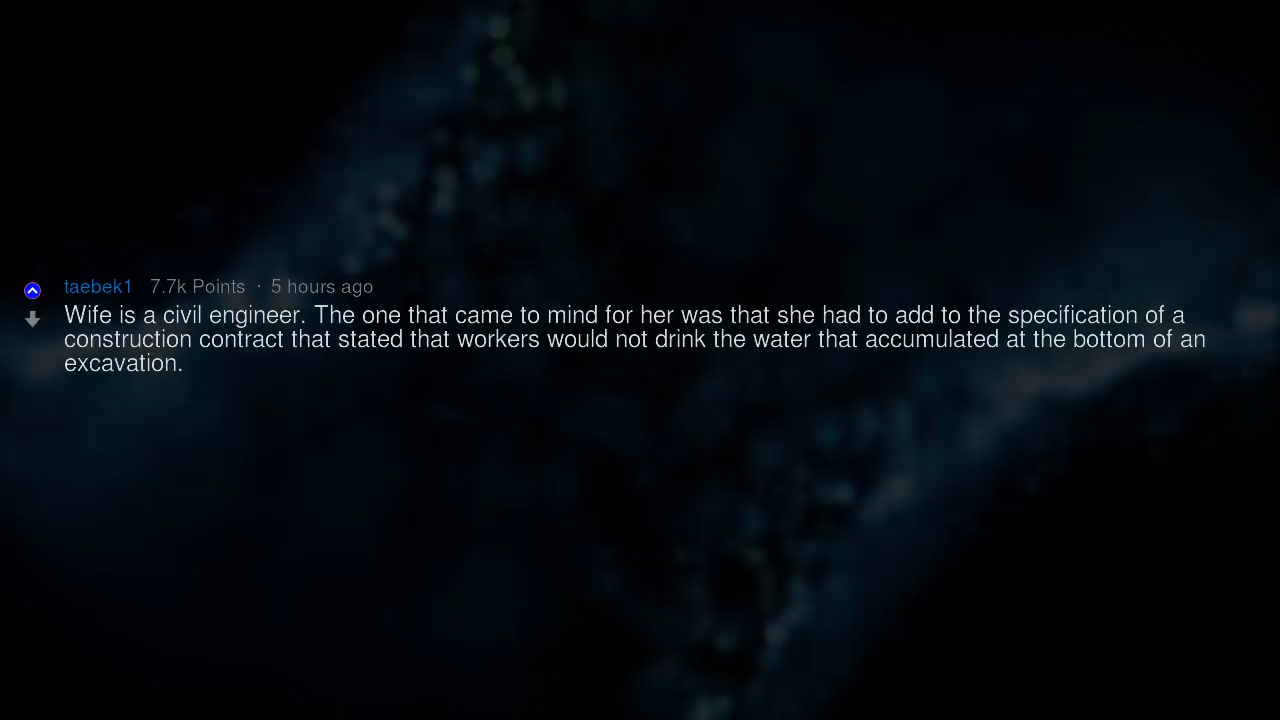 taebek1 7.7k Points · 5 hours ago
Wife is a civil engineer. The one that came to mind for her was that she had to add to the specification of a
construction contract that stated that workers would not drink the water that accumulated at the bottom of an
excavation.